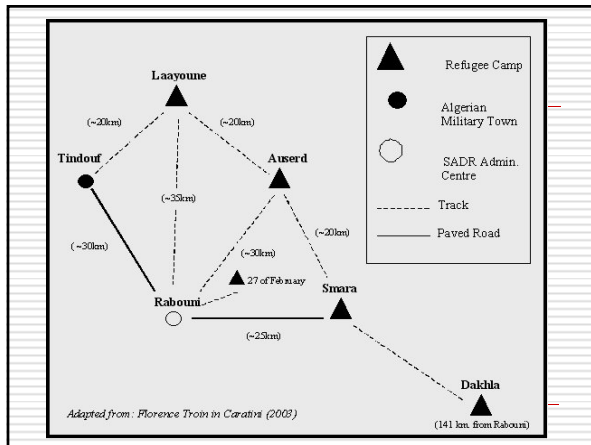 Laayoune
(~20km)
(~20km)
Tindouf
Auserd
(~35km)
(~20km)
(~30km)
(~30km)
27 of February
Rabouni
Smara
(~25km)
Dakhla
(141 km. from Rabouni)
Adapted from: Florence Troin in Caratini (2003)
Refugee Camp
Algerian
Military Town
SADR Admin.
Centre
Track
Paved Road